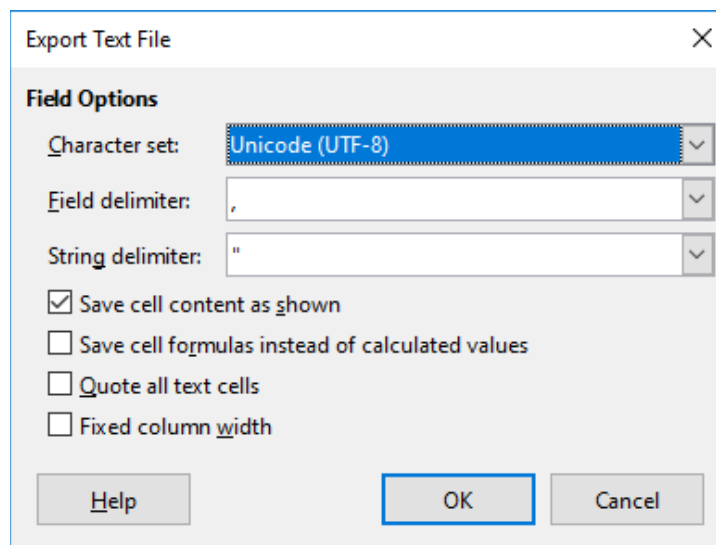 Export Text File
Field Options
Character set: Unicode (UTF-8)
Field delimiter: ,
String delimiter: "
Save cell content as shown
Save cell formulas instead of calculated values
Quote all text cells
Fixed column width
Help OK Cancel